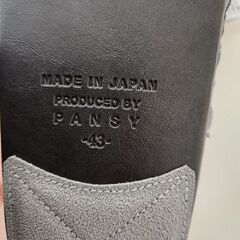 MADE IN JAPAN
PRODUCED BY
PANSY
-43-